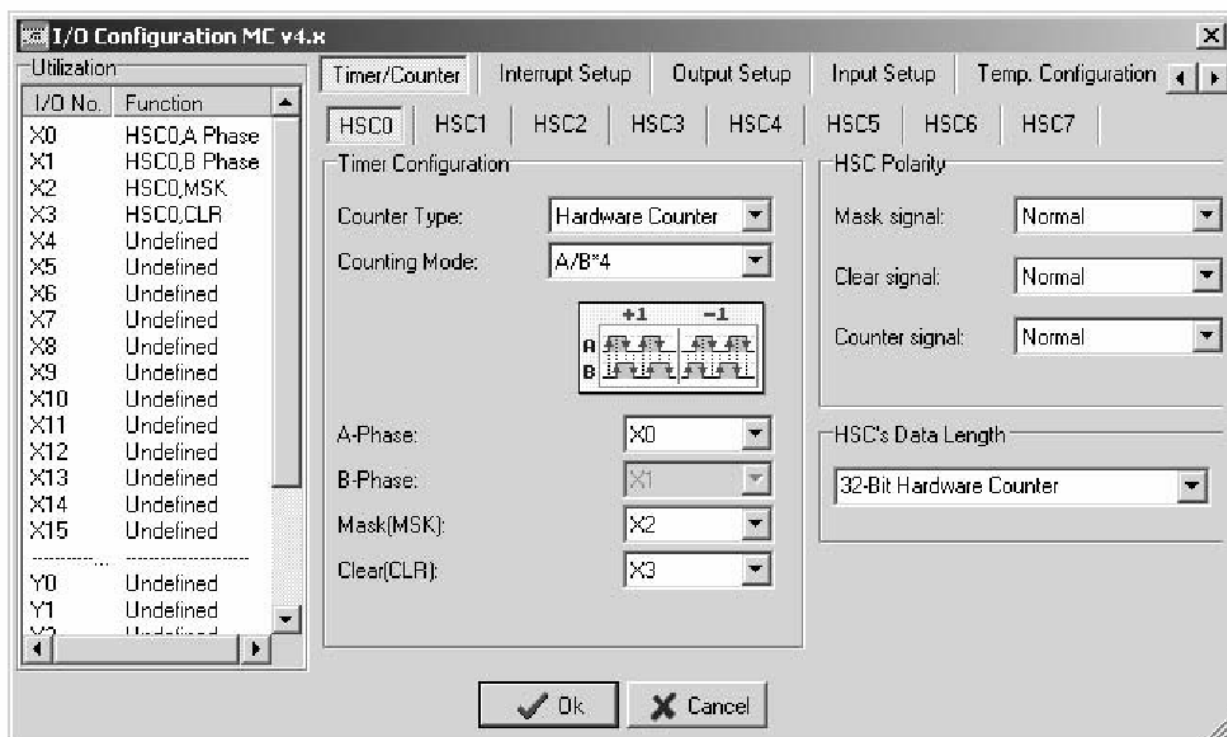 I/O Configuration MC v4.x
Utilization
I/O No. Function
X0 HSC0,A Phase
X1 HSC0,B Phase
X2 HSC0,MSK
X3 HSC0,CLR
X4 Undefined
X5 Undefined
X6 Undefined
X7 Undefined
X8 Undefined
X9 Undefined
X10 Undefined
X11 Undefined
X12 Undefined
X13 Undefined
X14 Undefined
X15 Undefined
Y0 Undefined
Y1 Undefined
Y2 Undefined
Timer/Counter Interrupt Setup Output Setup Input Setup Temp. Configuration
HSC0 HSC1 HSC2 HSC3 HSC4 HSC5 HSC6 HSC7
Timer Configuration
Counter Type: Hardware Counter
Counting Mode: A/B*4
+1 -1
A
B
A-Phase: X0
B-Phase: X1
Mask(MSK): X2
Clear(CLR): X3
HSC Polarity
Mask signal: Normal
Clear signal: Normal
Counter signal: Normal
HSC's Data Length
32-Bit Hardware Counter
Ok Cancel